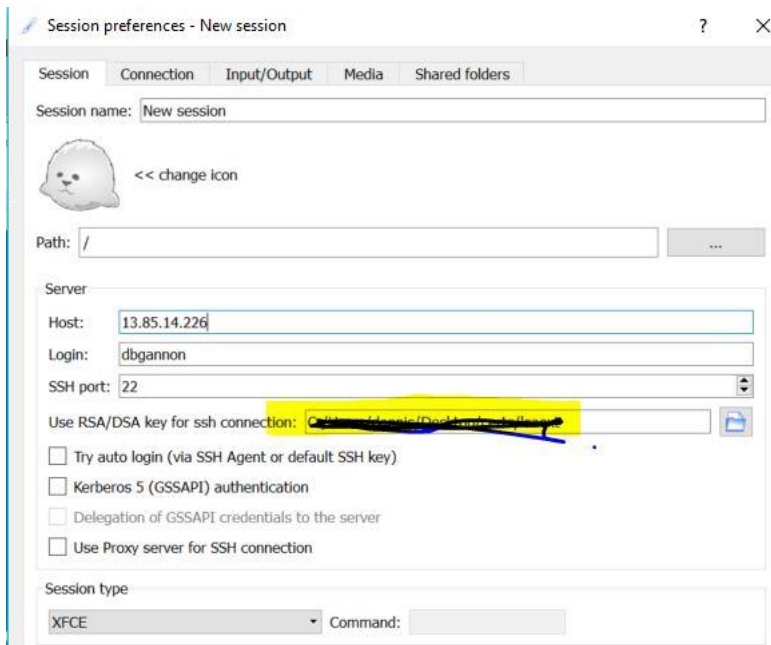 Session preferences - New session ? X
Session Connection Input/Output Media Shared folders
Session name: New session
<< change icon
Path: / ...
Server
Host: 13.85.14.226
Login: dbgannon
SSH port: 22
Use RSA/DSA key for ssh connection:
Try auto login (via SSH Agent or default SSH key)
Kerberos 5 (GSSAPI) authentication
Delegation of GSSAPI credentials to the server
Use Proxy server for SSH connection
Session type
XFCE Command: